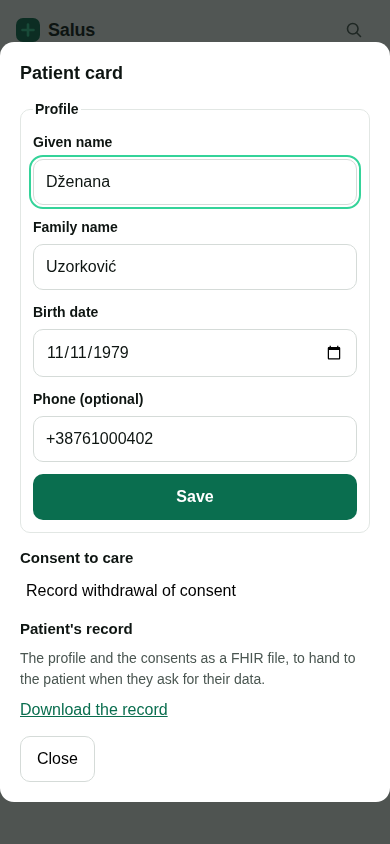 Salus
Patient card
Profile
Given name
Dženana
Family name
Uzorković
Birth date
11/11/1979
Phone (optional)
+38761000402
Save
Consent to care
Record withdrawal of consent
Patient's record
The profile and the consents as a FHIR file, to hand to
the patient when they ask for their data.
Download the record
Close